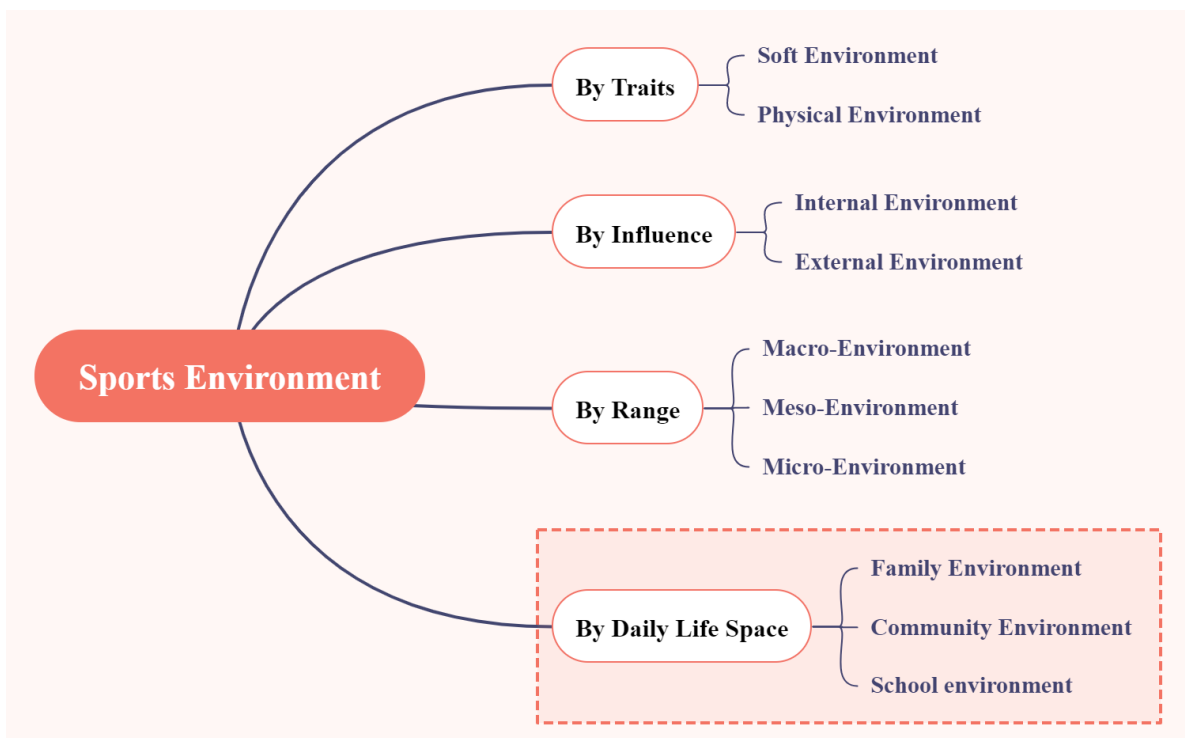 Sports Environment
By Traits
Soft Environment
Physical Environment
By Influence
Internal Environment
External Environment
By Range
Macro-Environment
Meso-Environment
Micro-Environment
By Daily Life Space
Family Environment
Community Environment
School environment